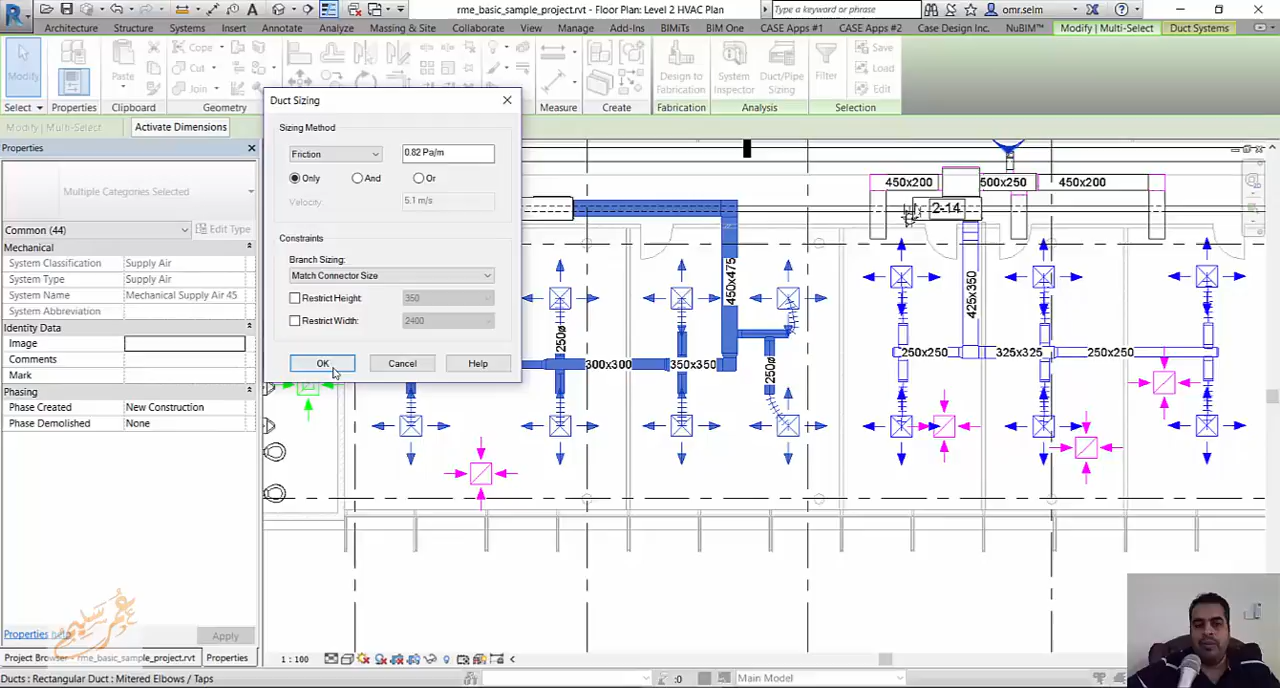 rme_basic_sample_project.rvt - Floor Plan: Level 2 HVAC Plan
Type a keyword or phrase
omr.selm
Architecture Structure Systems Insert Annotate Analyze Massing & Site Collaborate View Manage Add-Ins BIMiTs BIM One CASE Apps #1 CASE Apps #2 Case Design Inc. NuBIM™ Modify | Multi-Select Duct Systems
Modify
Paste
Cope
Cut
Join
Design to Fabrication
System Inspector
Duct/Pipe Sizing
Filter
Save
Load
Edit
Select Properties Clipboard Geometry Measure Create Fabrication Analysis Selection
Modify | Multi-Select
Activate Dimensions
Properties
Multiple Categories Selected
Common (44)
Edit Type
Mechanical
System Classification Supply Air
System Type Supply Air
System Name Mechanical Supply Air 45
System Abbreviation
Identity Data
Image
Comments
Mark
Phasing
Phase Created New Construction
Phase Demolished None
Properties help
Apply
Project Browser - rme_basic_sample_project.rvt
Properties
Ducts : Rectangular Duct : Mitered Elbows / Taps
Duct Sizing
Sizing Method
Friction
0.82 Pa/m
Only And Or
Velocity: 5.1 m/s
Constraints
Branch Sizing:
Match Connector Size
Restrict Height: 350
Restrict Width: 2400
OK Cancel Help
450x200
500x250
450x200
2-14
450x475
425x350
250ø
300x300
350x350
250ø
250x250
325x325
250x250
1 : 100
:0
Main Model
عمر سليم